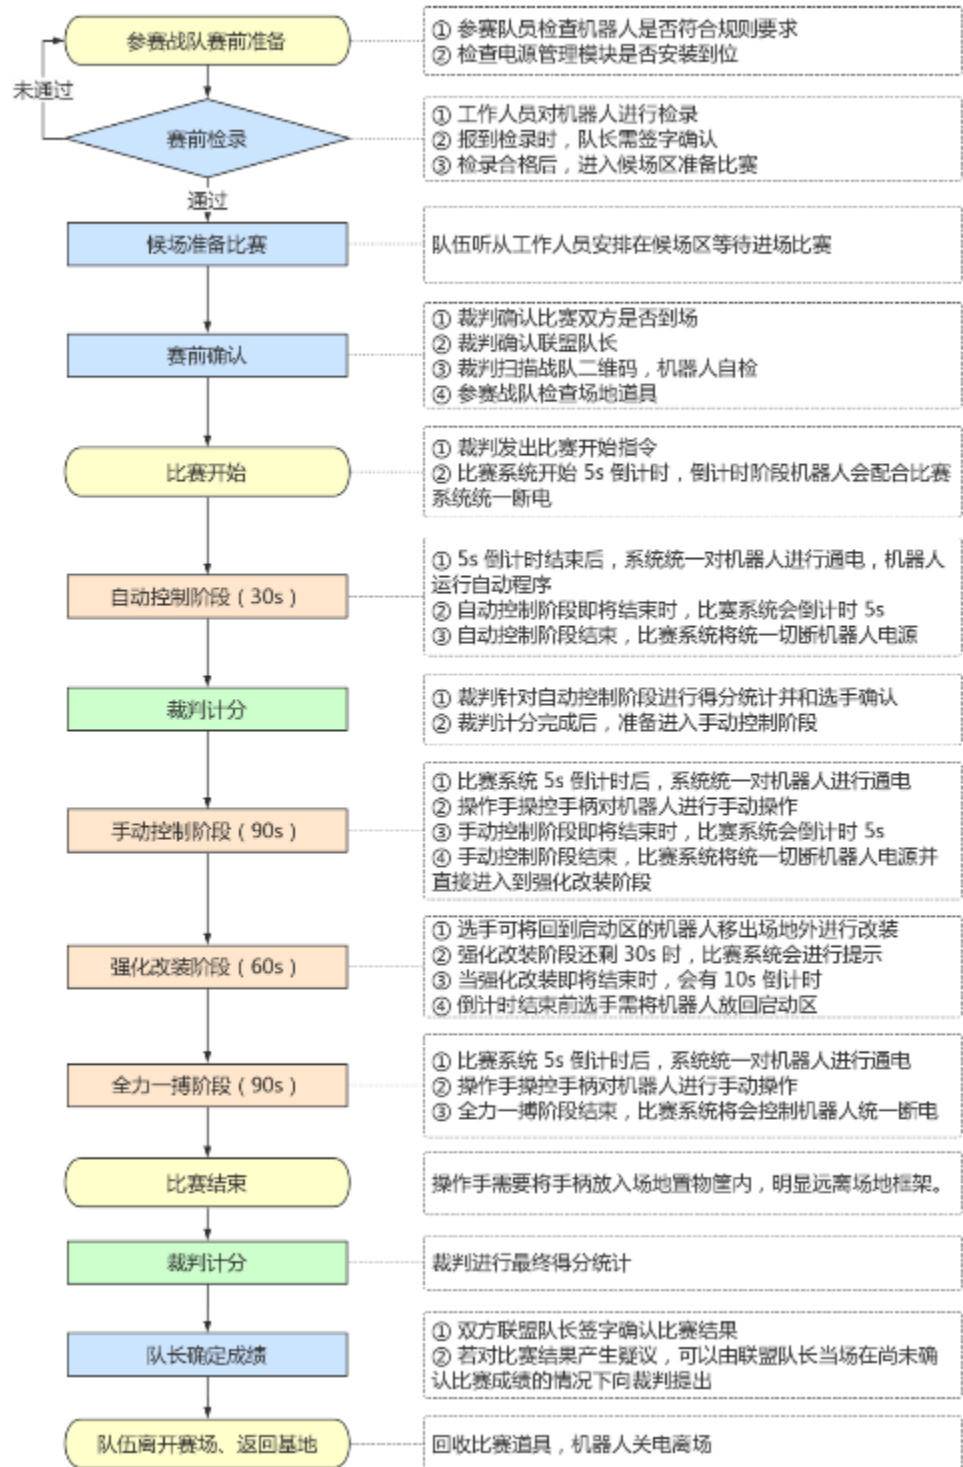 参赛战队赛前准备
① 参赛队员检查机器人是否符合规则要求
② 检查电源管理模块是否安装到位
未通过
赛前检录
① 工作人员对机器人进行检录
② 报到检录时，队长需签字确认
③ 检录合格后，进入候场区准备比赛
通过
候场准备比赛
队伍听从工作人员安排在候场区等待进场比赛
赛前确认
① 裁判确认比赛双方是否到场
② 裁判确认联盟队长
③ 裁判扫描战队二维码，机器人自检
④ 参赛战队检查场地道具
比赛开始
① 裁判发出比赛开始指令
② 比赛系统开始 5s 倒计时，倒计时阶段机器人会配合比赛
系统统一断电
自动控制阶段（30s）
① 5s 倒计时结束后，系统统一对机器人进行通电，机器人
运行自动程序
② 自动控制阶段即将结束时，比赛系统会倒计时 5s
③ 自动控制阶段结束，比赛系统将统一切断机器人电源
裁判计分
① 裁判针对自动控制阶段进行得分统计并和选手确认
② 裁判计分完成后，准备进入手动控制阶段
手动控制阶段（90s）
① 比赛系统 5s 倒计时后，系统统一对机器人进行通电
② 操作手操控手柄对机器人进行手动操作
③ 手动控制阶段即将结束时，比赛系统会倒计时 5s
④ 手动控制阶段结束，比赛系统将统一切断机器人电源并
直接进入到强化改装阶段
强化改装阶段（60s）
① 选手可将回到启动区的机器人移出场地外进行改装
② 强化改装阶段还剩 30s 时，比赛系统会进行提示
③ 当强化改装即将结束时，会有 10s 倒计时
④ 倒计时结束前选手需将机器人放回启动区
全力一搏阶段（90s）
① 比赛系统 5s 倒计时后，系统统一对机器人进行通电
② 操作手操控手柄对机器人进行手动操作
③ 全力一搏阶段结束，比赛系统将会控制机器人统一断电
比赛结束
操作手需要将手柄放入场地置物筐内，明显远离场地框架。
裁判计分
裁判进行最终得分统计
队长确定成绩
① 双方联盟队长签字确认比赛结果
② 若对比赛结果产生疑议，可以由联盟队长当场在尚未确
认比赛成绩的情况下向裁判提出
队伍离开赛场、返回基地
回收比赛道具，机器人关电离场